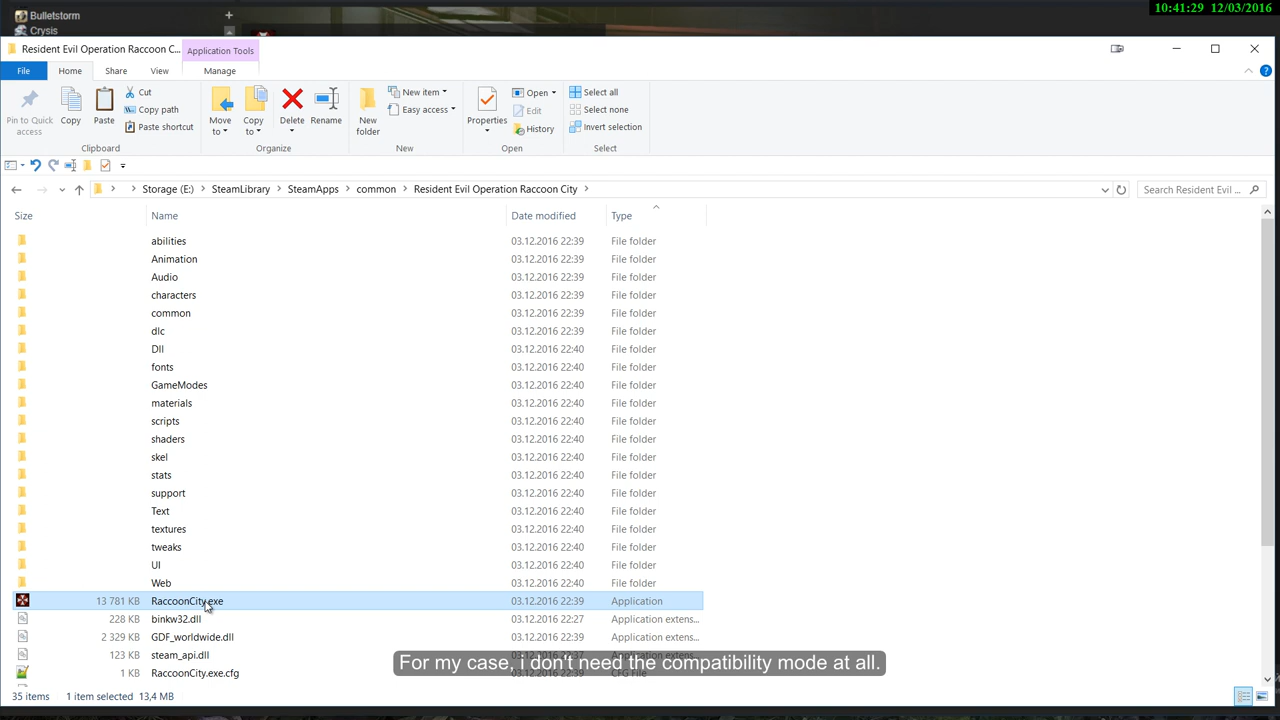 10:41:29 12/03/2016
Bulletstorm
+
Crysis
Resident Evil Operation Raccoon C... Application Tools
File Home Share View Manage
Pin to Quick access
Copy
Paste
Cut
Copy path
Paste shortcut
Clipboard
Move to
Copy to
Delete
Rename
Organize
New folder
New item
Easy access
New
Properties
Open
Edit
History
Open
Select all
Select none
Invert selection
Select
Storage (E:) SteamLibrary SteamApps common Resident Evil Operation Raccoon City
Search Resident Evil ...
Size Name Date modified Type
abilities 03.12.2016 22:39 File folder
Animation 03.12.2016 22:39 File folder
Audio 03.12.2016 22:39 File folder
characters 03.12.2016 22:39 File folder
common 03.12.2016 22:39 File folder
dlc 03.12.2016 22:39 File folder
Dll 03.12.2016 22:40 File folder
fonts 03.12.2016 22:40 File folder
GameModes 03.12.2016 22:40 File folder
materials 03.12.2016 22:40 File folder
scripts 03.12.2016 22:40 File folder
shaders 03.12.2016 22:40 File folder
skel 03.12.2016 22:40 File folder
stats 03.12.2016 22:40 File folder
support 03.12.2016 22:40 File folder
Text 03.12.2016 22:40 File folder
textures 03.12.2016 22:40 File folder
tweaks 03.12.2016 22:40 File folder
UI 03.12.2016 22:40 File folder
Web 03.12.2016 22:40 File folder
13 781 KB RaccoonCity.exe 03.12.2016 22:39 Application
228 KB binkw32.dll 03.12.2016 22:27 Application extens...
2 329 KB GDF_worldwide.dll 03.12.2016 22:39 Application extens...
123 KB steam_api.dll Application extens...
For my case, i don't need the compatibility mode at all.
1 KB RaccoonCity.exe.cfg
35 items 1 item selected 13,4 MB